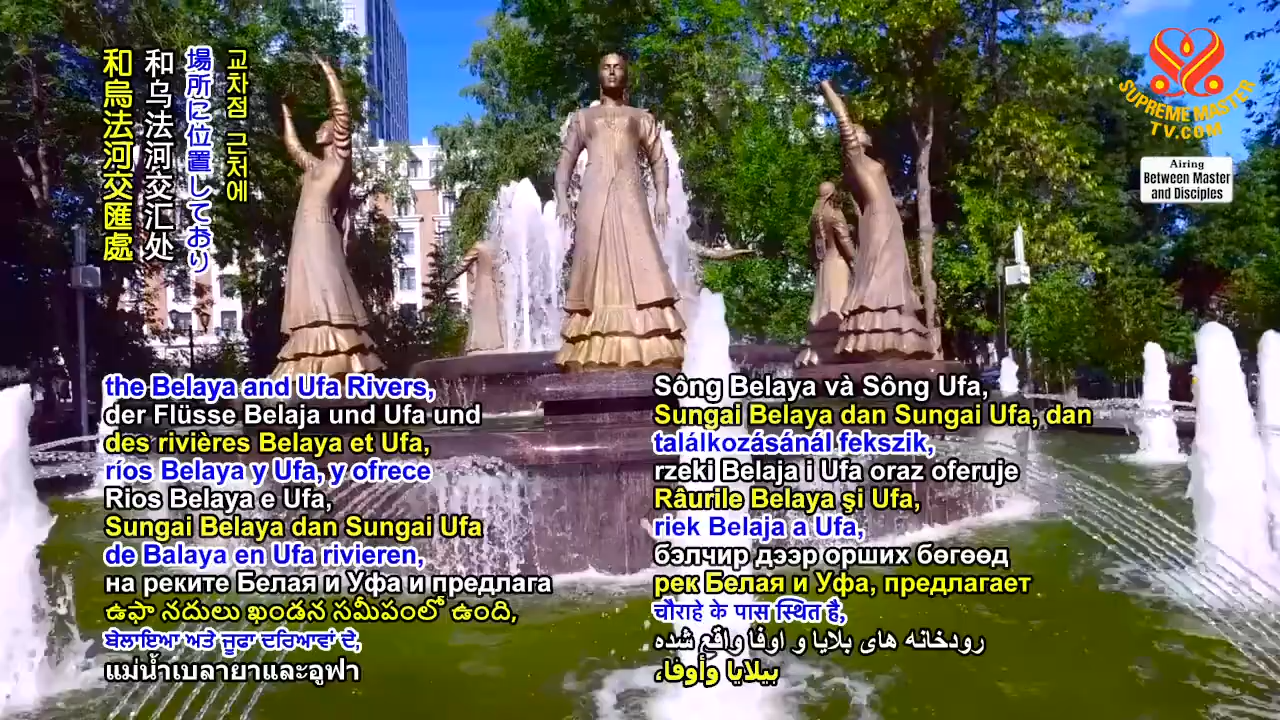 和烏法河交匯處
和乌法河交汇处
場所に位置しており
교차점 근처에
SUPREME MASTER
TV.COM
Airing
Between Master
and Disciples
the Belaya and Ufa Rivers,
der Flüsse Belaja und Ufa und
des rivières Belaya et Ufa,
ríos Belaya y Ufa, y ofrece
Rios Belaya e Ufa,
Sungai Belaya dan Sungai Ufa
de Balaya en Ufa rivieren,
на реките Белая и Уфа и предлага
ఉఫా నదులు ఖండన సమీపంలో ఉంది,
ਬੇਲਾਇਆ ਅਤੇ ਜੂਫਾ ਦਰਿਆਵਾਂ ਦੇ,
แม่น้ำเบลายาและอูฟา
Sông Belaya và Sông Ufa,
Sungai Belaya dan Sungai Ufa, dan
találkozásánál fekszik,
rzeki Belaja i Ufa oraz oferuje
Râurile Belaya şi Ufa,
riek Belaja a Ufa,
бэлчир дээр орших бөгөөд
рек Белая и Уфа, предлагает
चौराहे के पास स्थित है,
رودخانه های بلایا و اوفا واقع شده
بيلايا وأوفا،